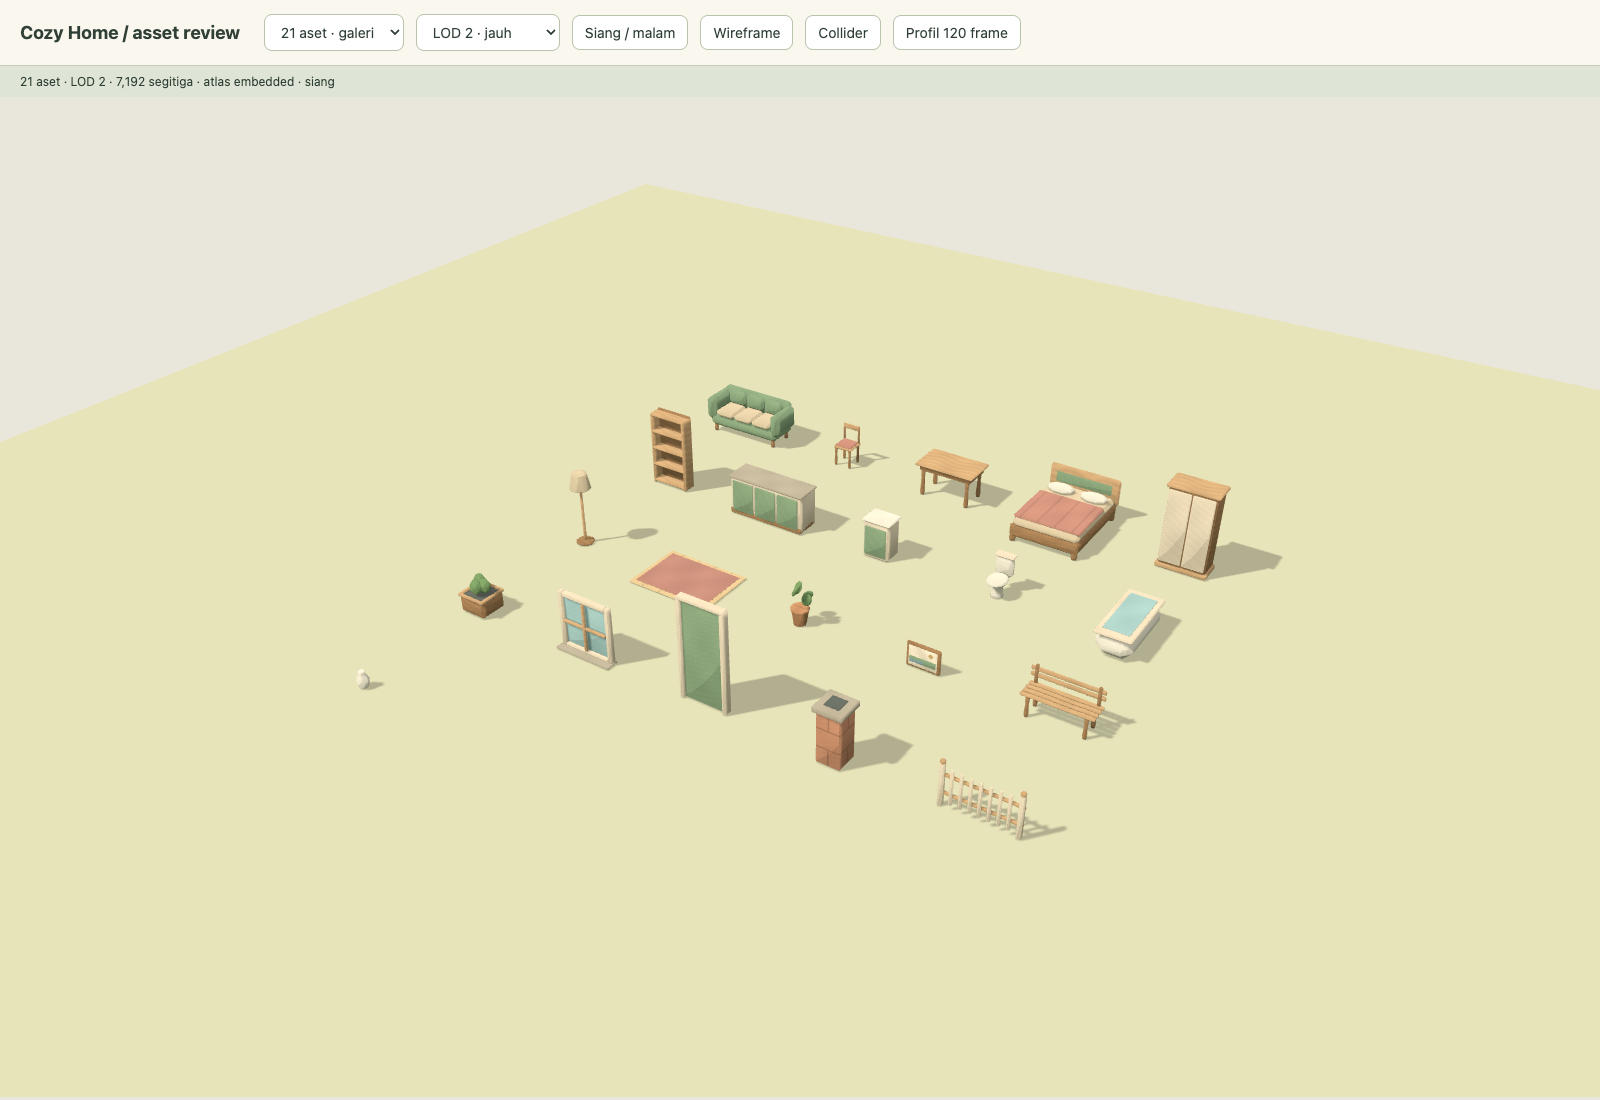 Cozy Home / asset review
21 aset · galeri
LOD 2 · jauh
Siang / malam
Wireframe
Collider
Profil 120 frame
21 aset · LOD 2 · 7,192 segitiga · atlas embedded · siang